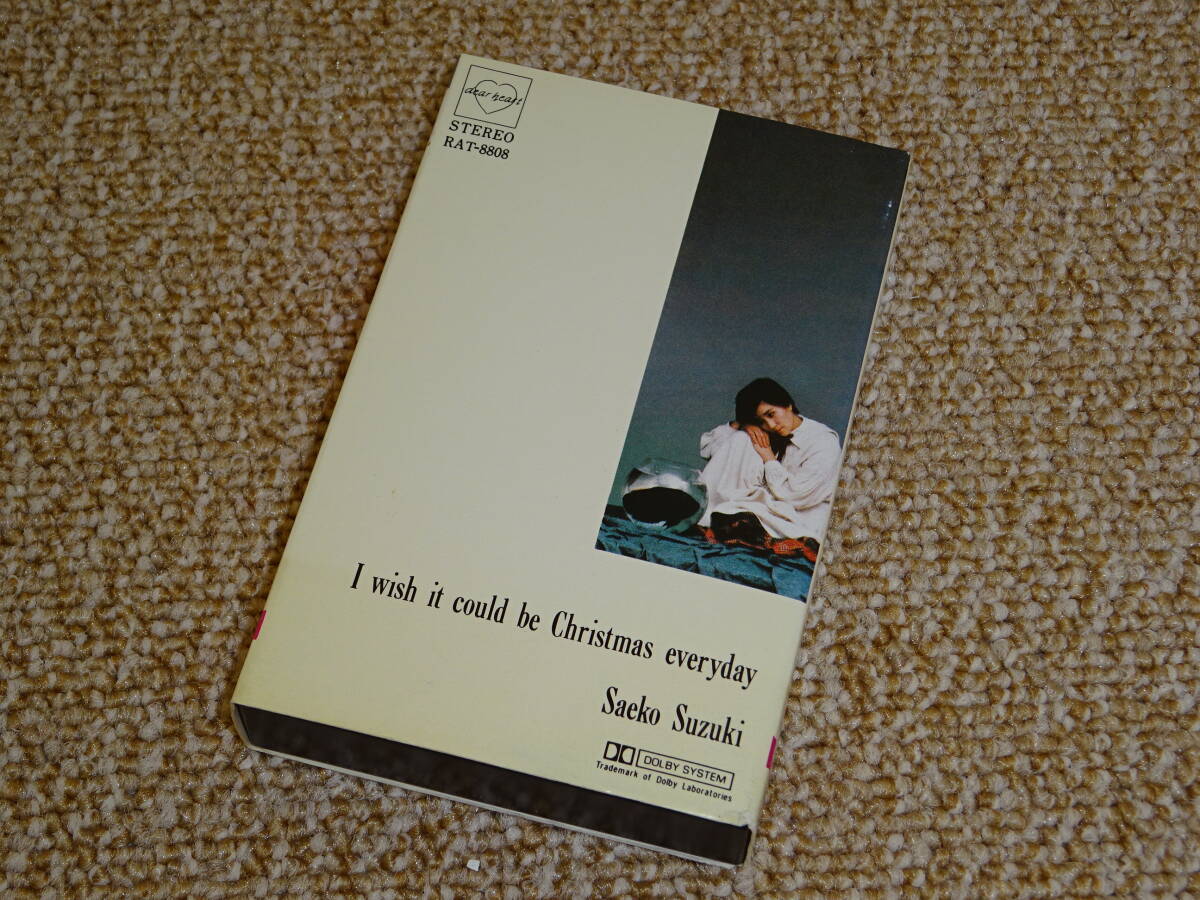 dear heart
STEREO
RAT-8808
I wish it could be Christmas everyday
Saeko Suzuki
DOLBY SYSTEM
Trademark of Dolby Laboratories